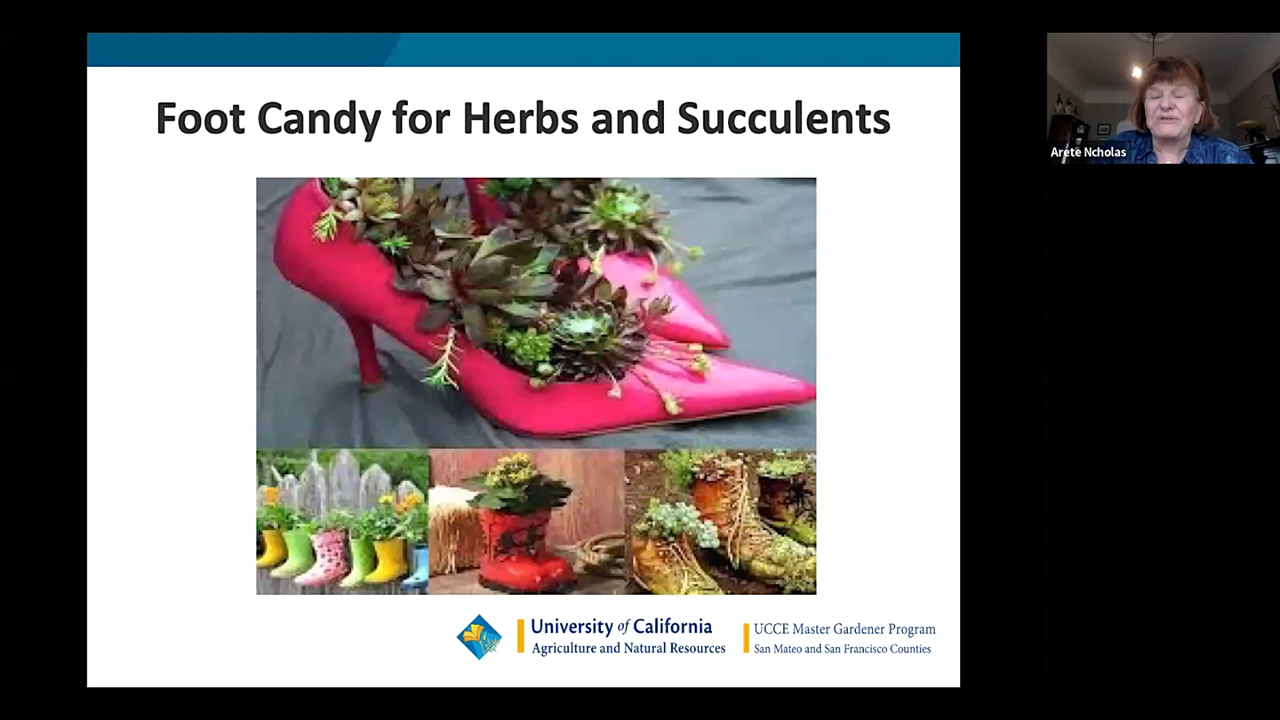 Foot Candy for Herbs and Succulents
Arete Ncholas
University of California
Agriculture and Natural Resources
UCCE Master Gardener Program
San Mateo and San Francisco Counties